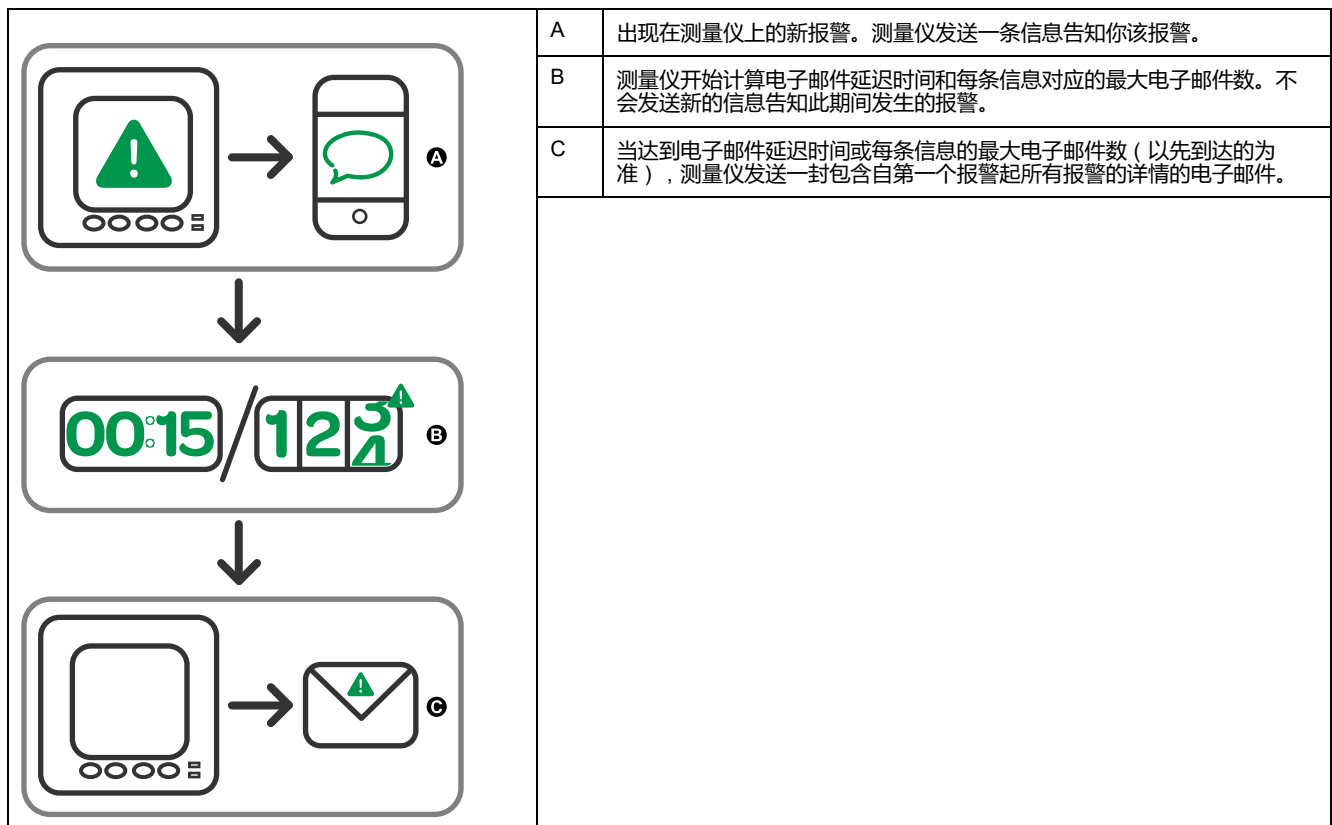 A
出现在测量仪上的新报警。测量仪发送一条信息告知你该报警。
B
测量仪开始计算电子邮件延迟时间和每条信息对应的最大电子邮件数。不
会发送新的信息告知此期间发生的报警。
C
当达到电子邮件延迟时间或每条信息的最大电子邮件数（以先到达的为
准），测量仪发送一封包含自第一个报警起所有报警的详情的电子邮件。
!
A
00:15/1 2 3 4
!
B
!
C